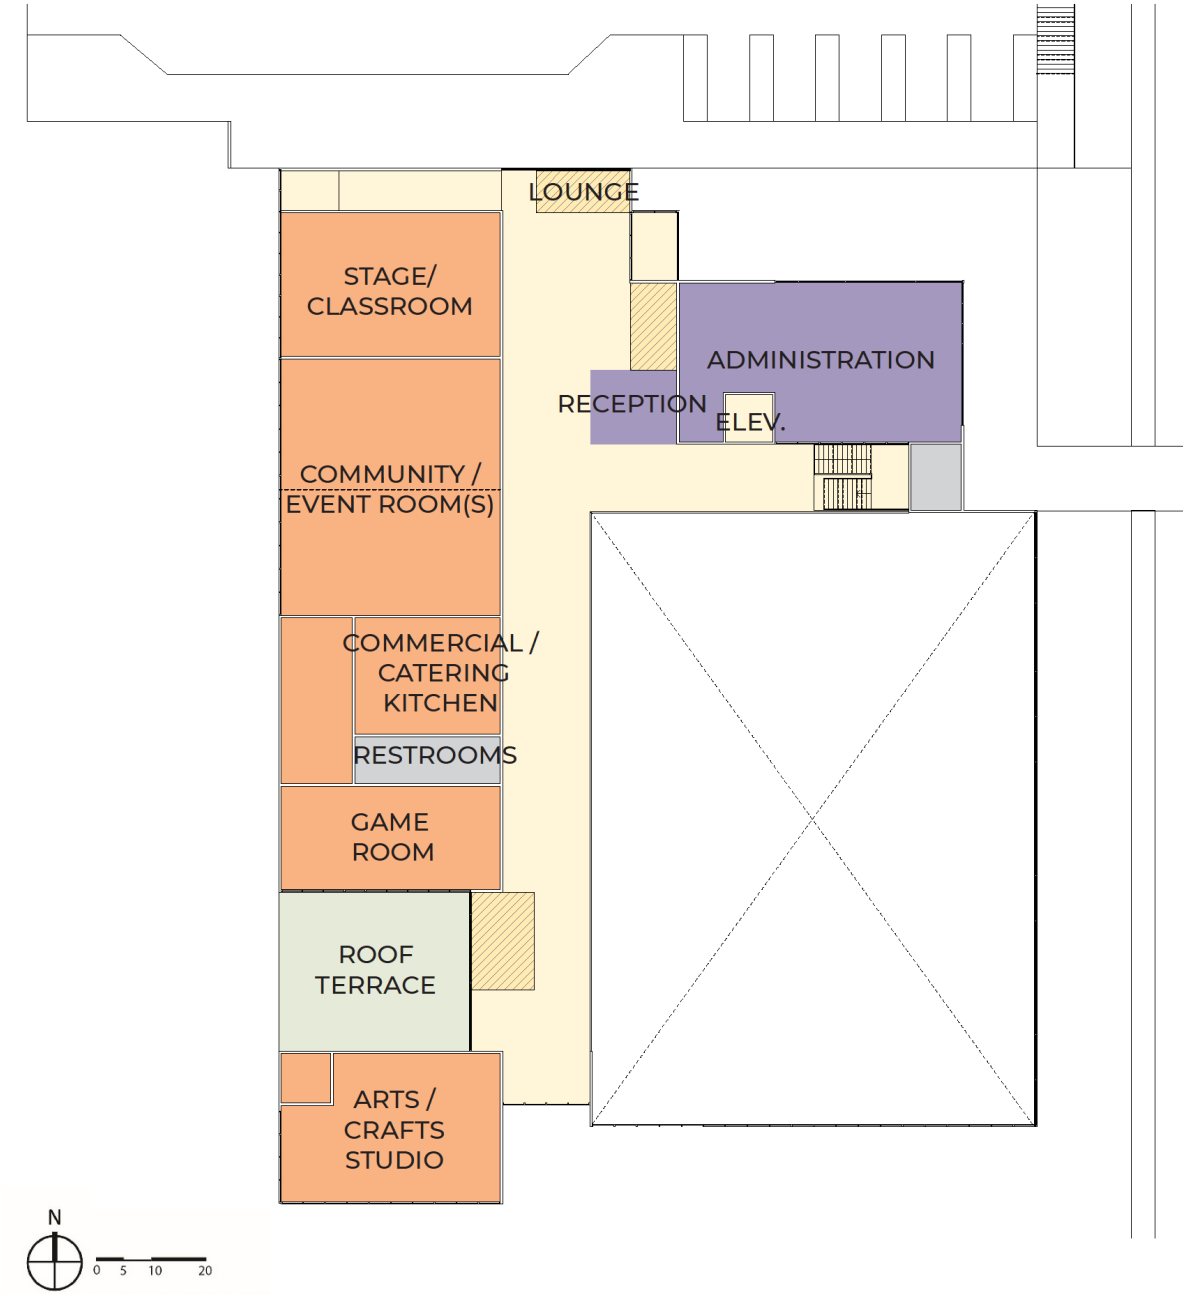 LOUNGE
STAGE/
CLASSROOM
ADMINISTRATION
RECEPTION
ELEV.
COMMUNITY /
EVENT ROOM(S)
COMMERCIAL /
CATERING
KITCHEN
RESTROOMS
GAME
ROOM
ROOF
TERRACE
ARTS /
CRAFTS
STUDIO
N
0 5 10 20